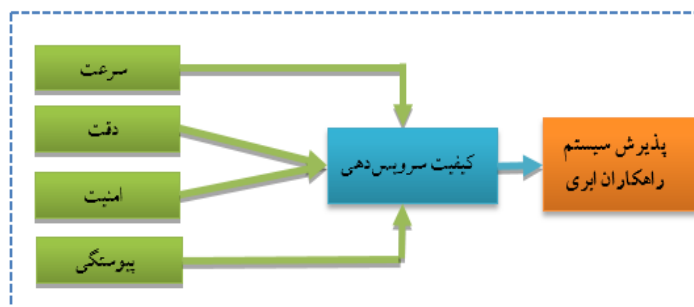 سرعت
دقت
امنیت
پیوستگی
کیفیت سرویس‌دهی
پذیرش سیستم
راهکاران ابری